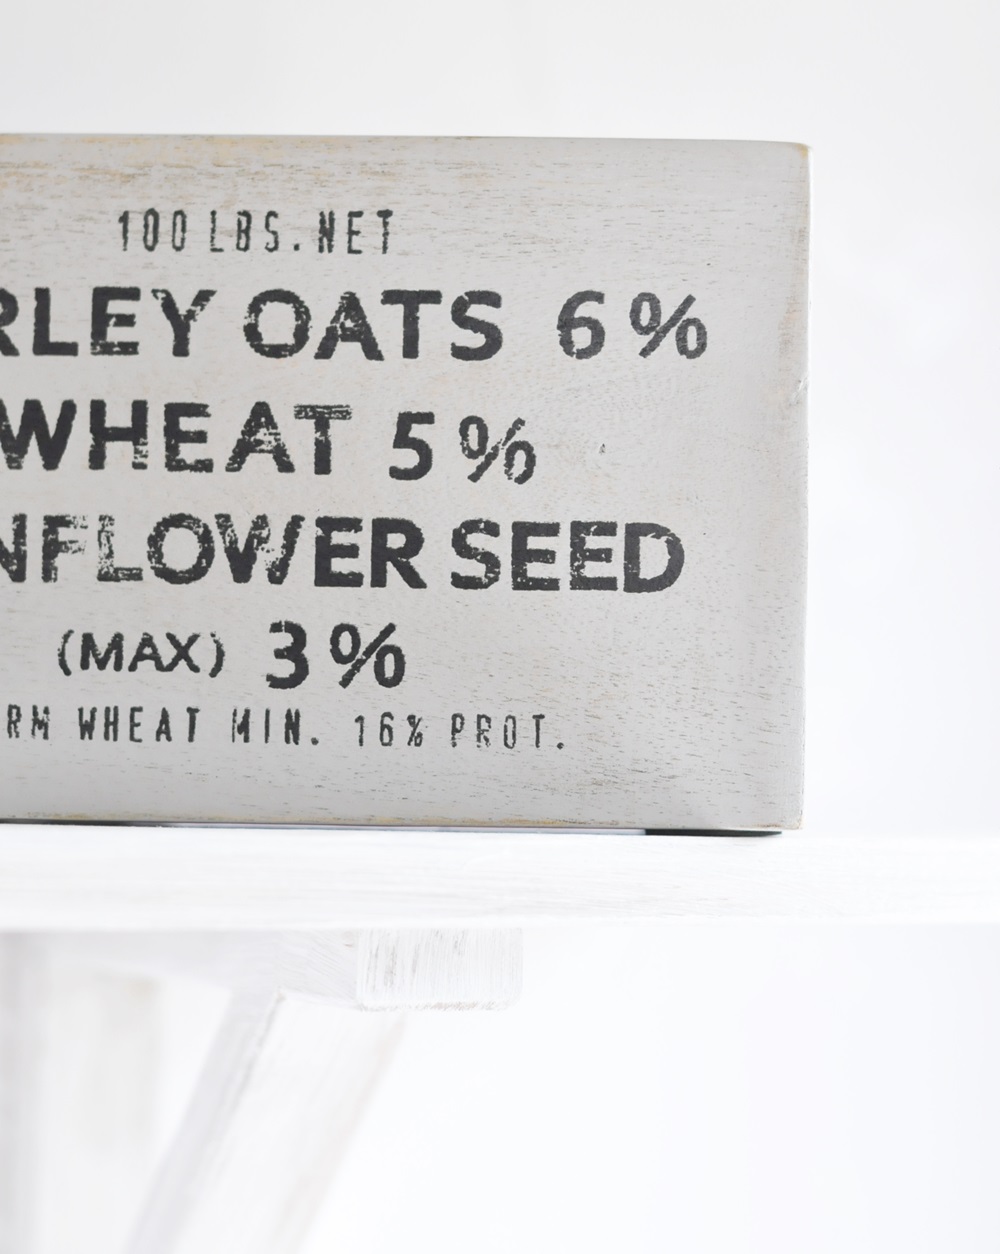 100 LBS. NET
RLEY OATS 6%
WHEAT 5%
NFLOWER SEED
(MAX) 3%
RM WHEAT MIN. 16% PROT.